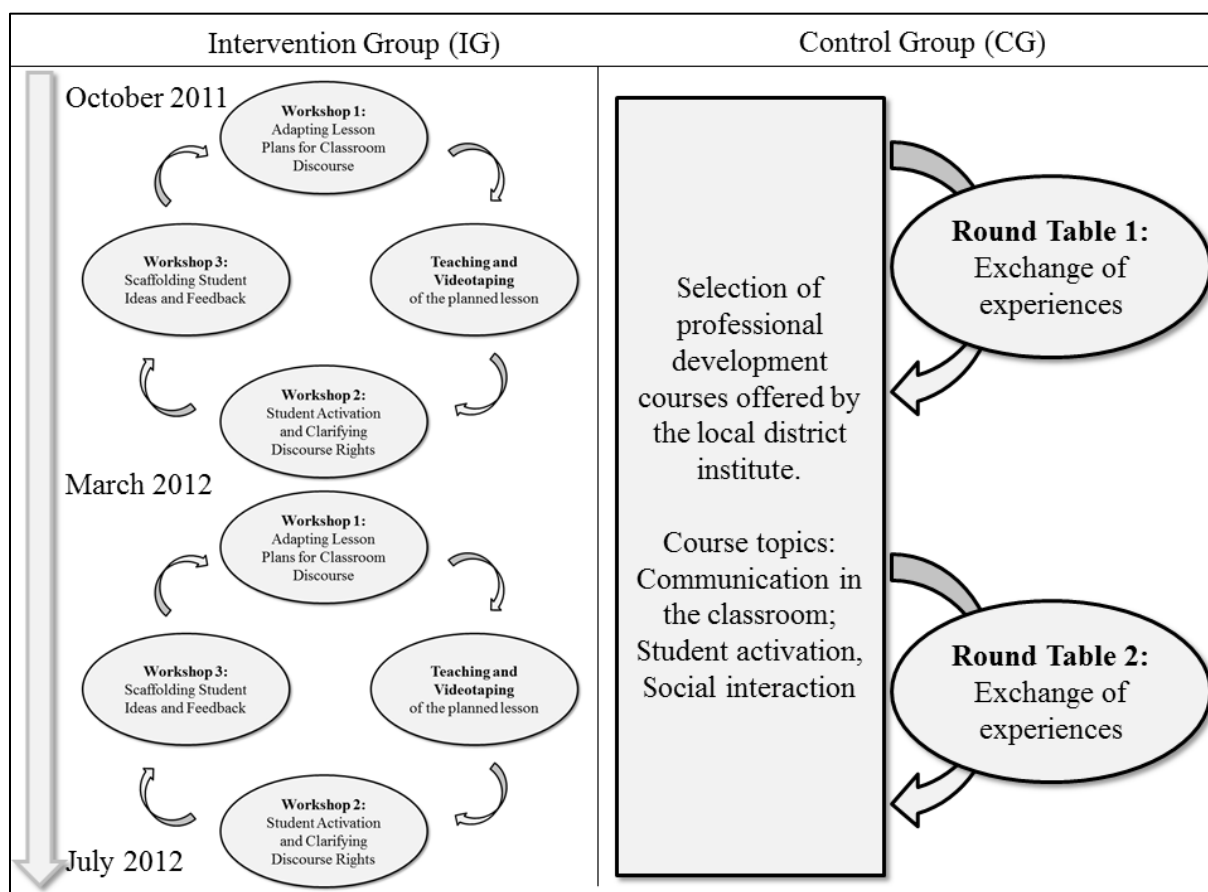 Intervention Group (IG)
Control Group (CG)
October 2011
Workshop 1:
Adapting Lesson
Plans for Classroom
Discourse
Workshop 3:
Scaffolding Student
Ideas and Feedback
Teaching and
Videotaping
of the planned lesson
Workshop 2:
Student Activation
and Clarifying
Discourse Rights
March 2012
Workshop 1:
Adapting Lesson
Plans for Classroom
Discourse
Workshop 3:
Scaffolding Student
Ideas and Feedback
Teaching and
Videotaping
of the planned lesson
Workshop 2:
Student Activation
and Clarifying
Discourse Rights
July 2012
Selection of
professional
development
courses offered by
the local district
institute.
Course topics:
Communication in
the classroom;
Student activation,
Social interaction
Round Table 1:
Exchange of
experiences
Round Table 2:
Exchange of
experiences